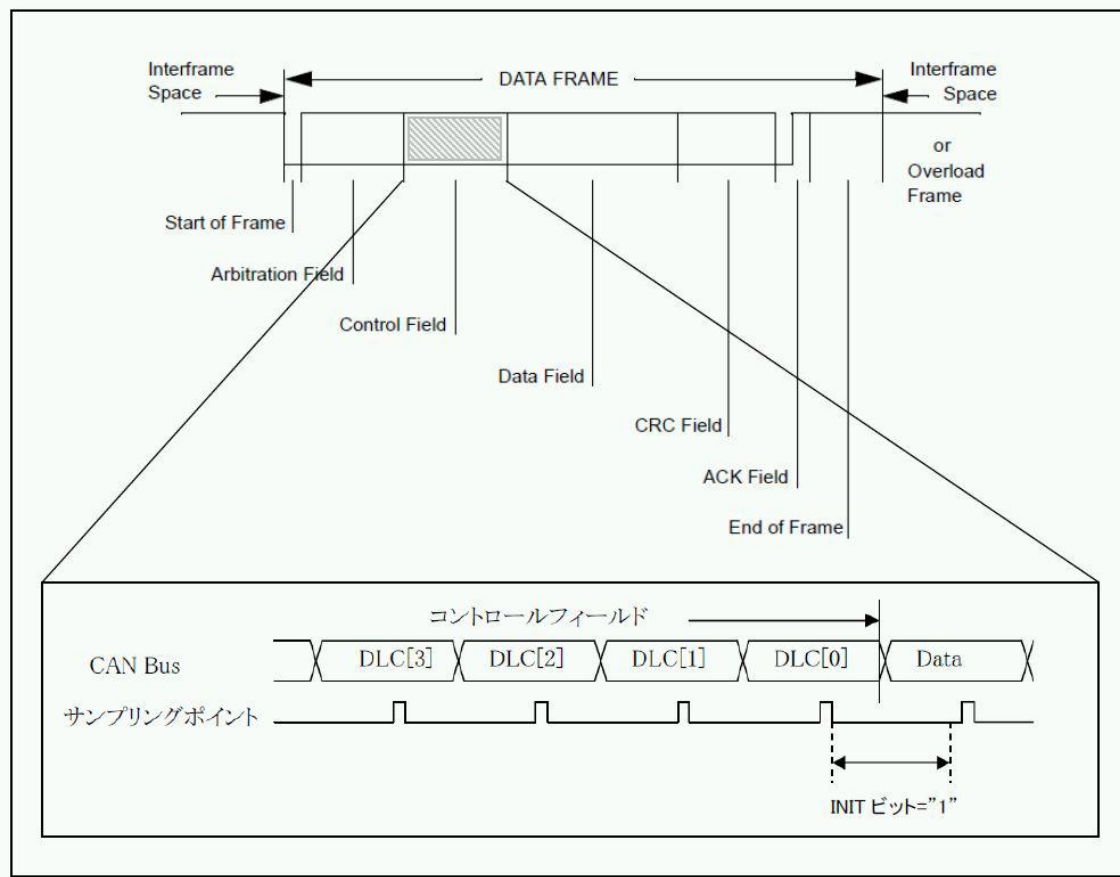 Interframe
Space
DATA FRAME
Interframe
Space
or
Overload
Frame
Start of Frame
Arbitration Field
Control Field
Data Field
CRC Field
ACK Field
End of Frame
コントロールフィールド
CAN Bus
DLC[3]
DLC[2]
DLC[1]
DLC[0]
Data
サンプリングポイント
INIT ビット="1"